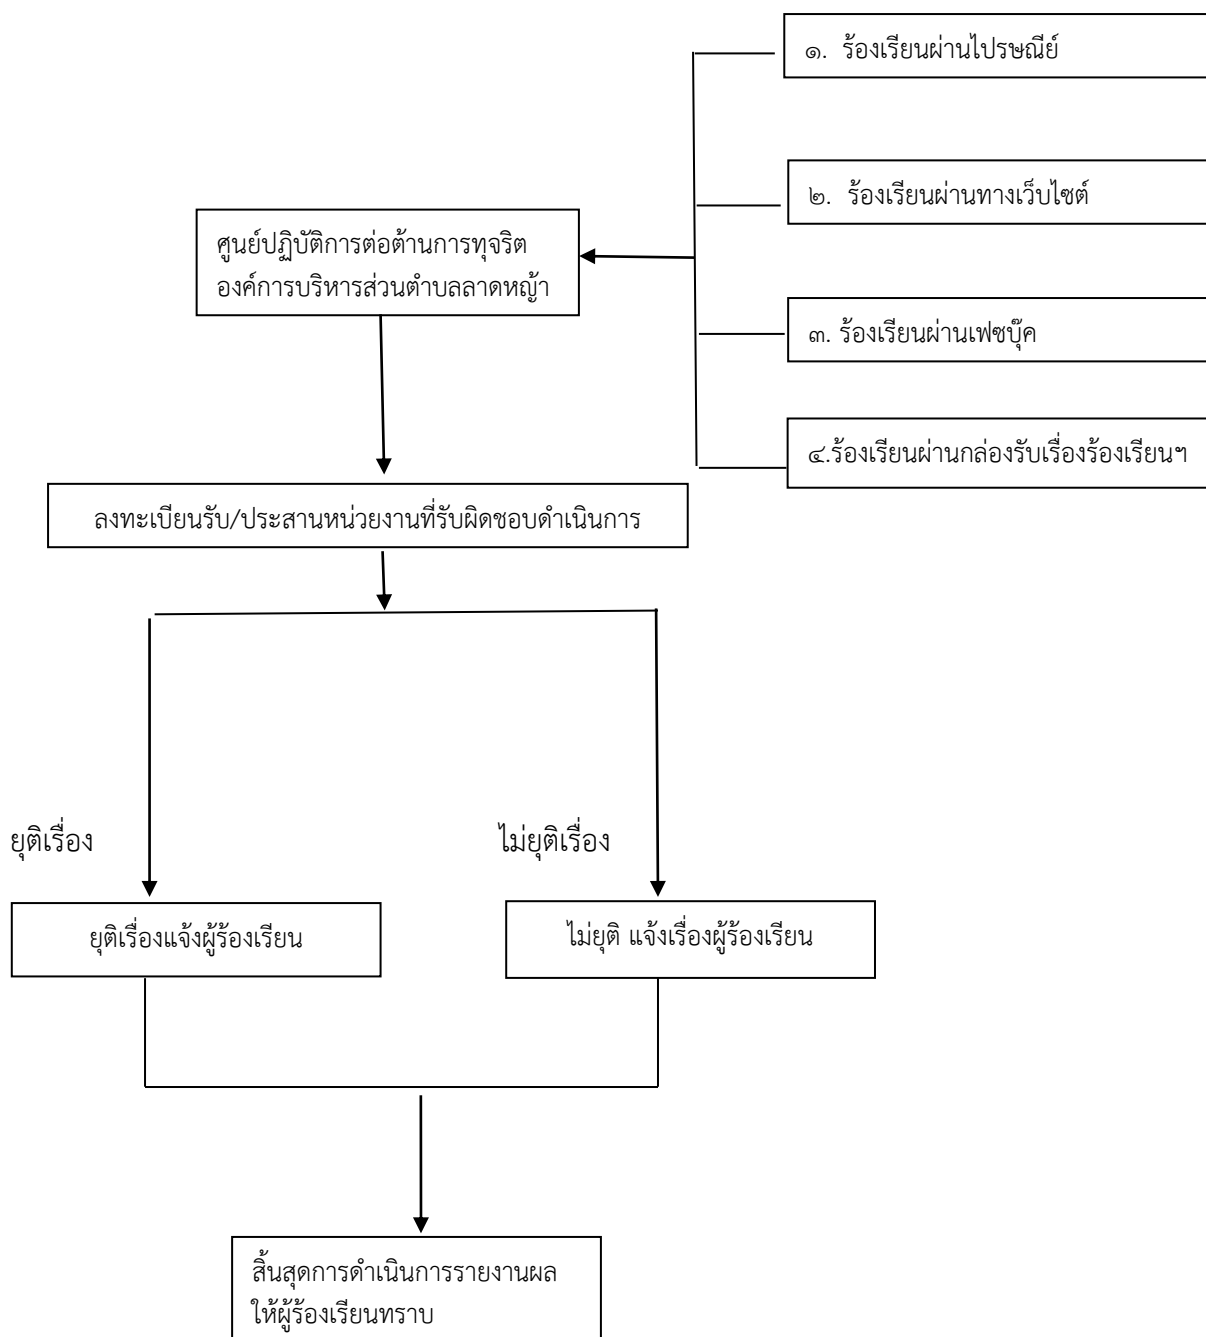 ๑.  ร้องเรียนผ่านไปรษณีย์
๒.  ร้องเรียนผ่านทางเว็บไซต์
ศูนย์ปฏิบัติการต่อต้านการทุจริต
องค์การบริหารส่วนตำบลลาดหญ้า
๓. ร้องเรียนผ่านเฟซบุ๊ค
๔.ร้องเรียนผ่านกล่องรับเรื่องร้องเรียนฯ
ลงทะเบียนรับ/ประสานหน่วยงานที่รับผิดชอบดำเนินการ
ยุติเรื่อง
ไม่ยุติเรื่อง
ยุติเรื่องแจ้งผู้ร้องเรียน
ไม่ยุติ แจ้งเรื่องผู้ร้องเรียน
สิ้นสุดการดำเนินการรายงานผล
ให้ผู้ร้องเรียนทราบ